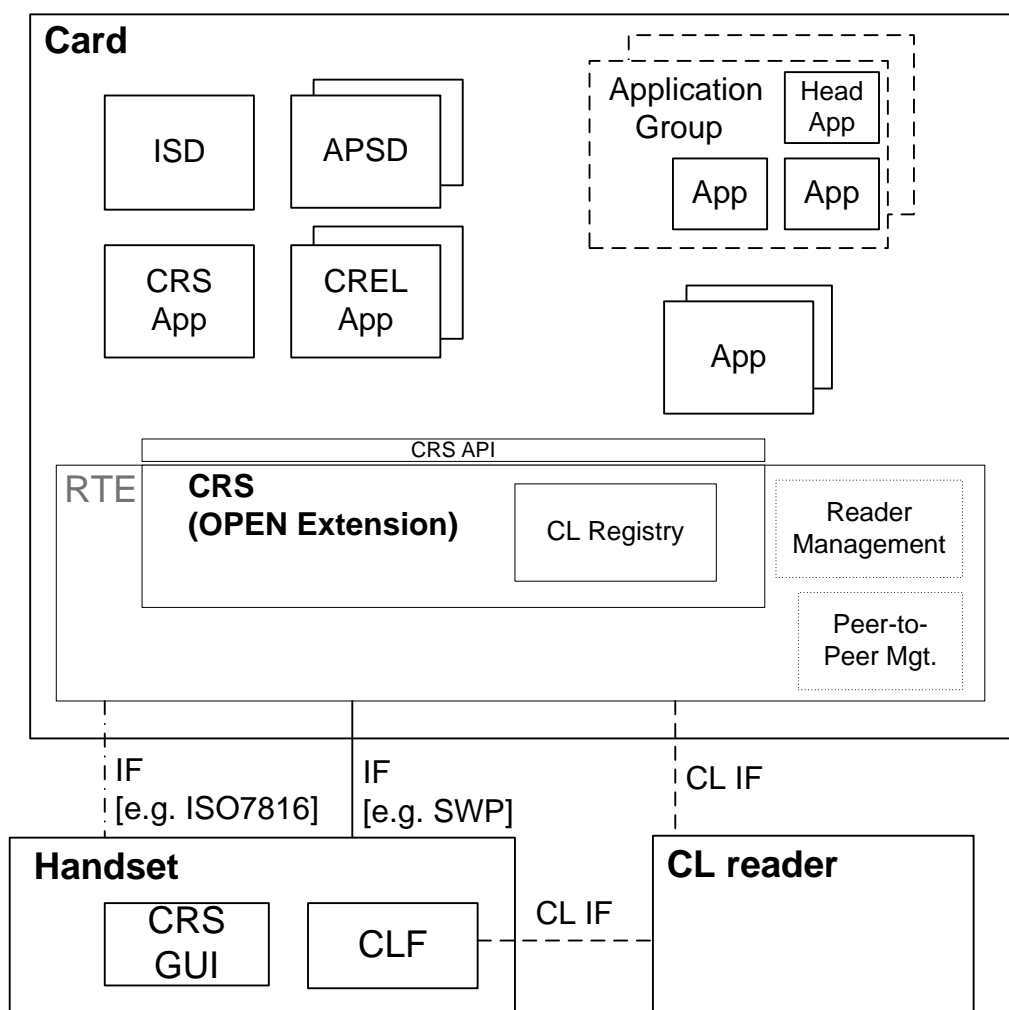 Card
ISD
APSD
Application
Group
Head
App
App
App
CRS
App
CREL
App
App
CRS API
RTE
CRS
(OPEN Extension)
CL Registry
Reader
Management
Peer-to-
Peer Mgt.
IF
[e.g. ISO7816]
IF
[e.g. SWP]
CL IF
Handset
CRS
GUI
CLF
CL IF
CL reader